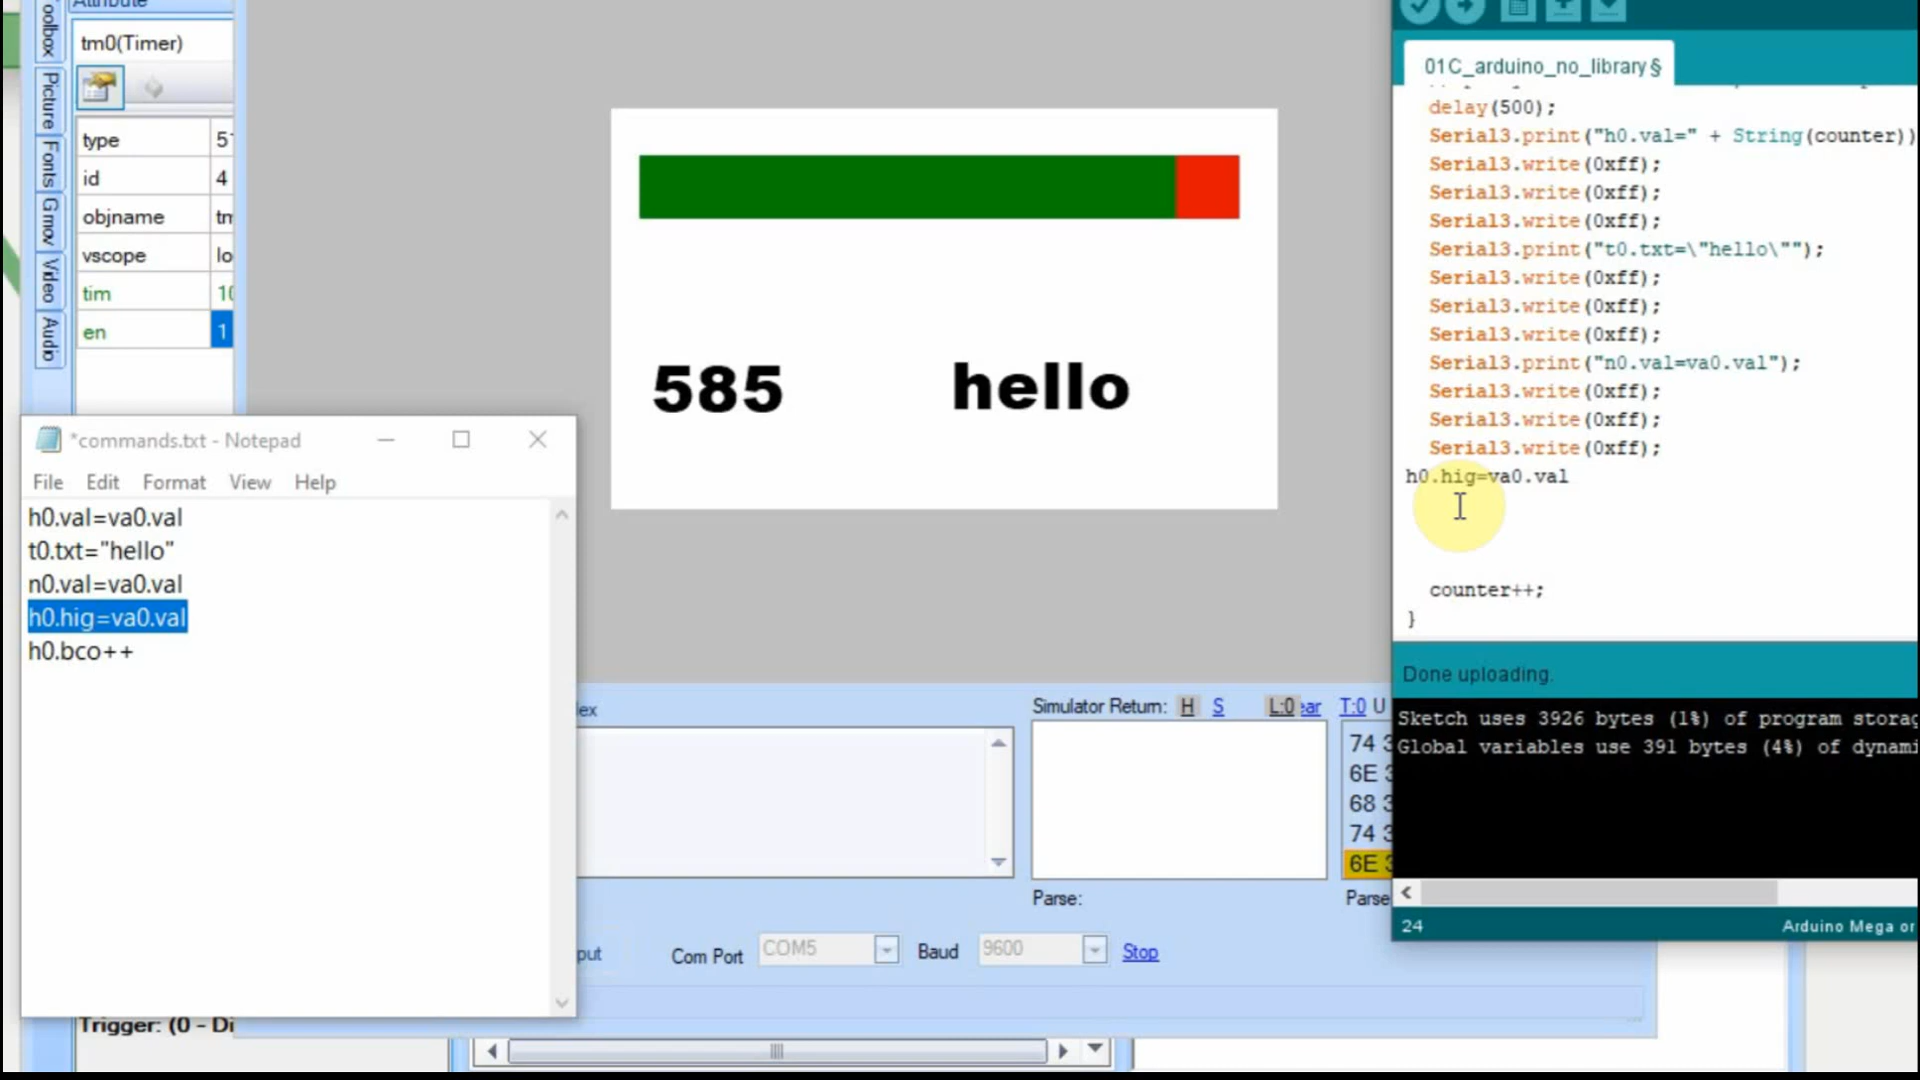 Attribute
Toolbox
Picture
Fonts
Gmov
Video
Audio
tm0(Timer)
type
id 4
objname
vscope lo
tim
en 1
585 hello
*commands.txt - Notepad
File Edit Format View Help
h0.val=va0.val
t0.txt="hello"
n0.val=va0.val
h0.hig=va0.val
h0.bco++
Trigger: (0 - Di
Simulator Return: H S L:0 ear T:0 U
74 3
6E 3
68 3
74 3
6E 3
Parse:
Parse
Com Port COM5 Baud 9600 Stop
01C_arduino_no_library§
delay(500);
Serial3.print("h0.val=" + String(counter))
Serial3.write(0xff);
Serial3.write(0xff);
Serial3.write(0xff);
Serial3.print("t0.txt=\"hello\"");
Serial3.write(0xff);
Serial3.write(0xff);
Serial3.write(0xff);
Serial3.print("n0.val=va0.val");
Serial3.write(0xff);
Serial3.write(0xff);
Serial3.write(0xff);
h0.hig=va0.val
counter++;
}
Done uploading.
Sketch uses 3926 bytes (1%) of program storag
Global variables use 391 bytes (4%) of dynami
24 Arduino Mega or